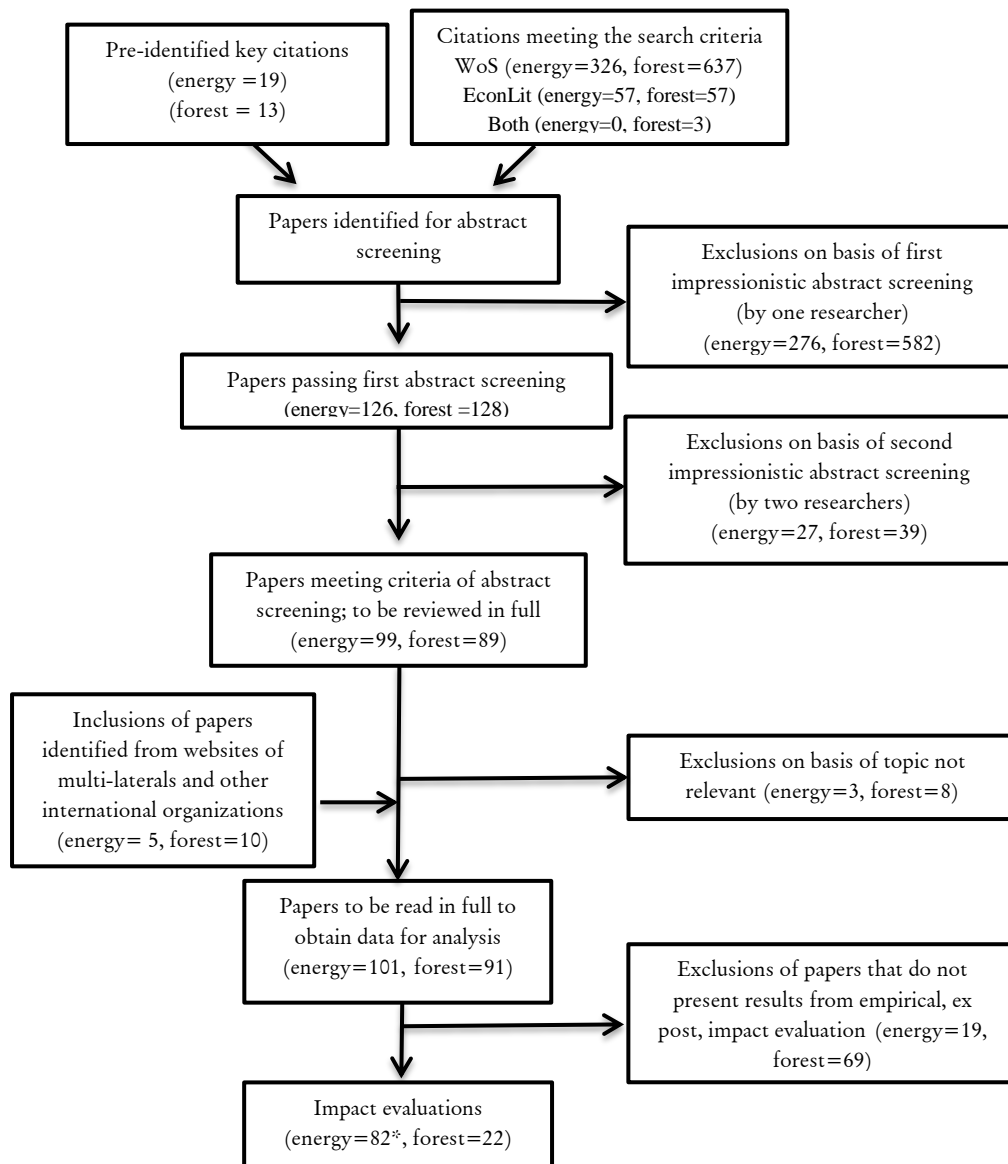 Pre-identified key citations
(energy =19)
(forest = 13)
Citations meeting the search criteria
WoS (energy=326, forest=637)
EconLit (energy=57, forest=57)
Both (energy=0, forest=3)
Papers identified for abstract
screening
Exclusions on basis of first
impressionistic abstract screening
(by one researcher)
(energy=276, forest=582)
Papers passing first abstract screening
(energy=126, forest =128)
Exclusions on basis of second
impressionistic abstract screening
(by two researchers)
(energy=27, forest=39)
Papers meeting criteria of abstract
screening; to be reviewed in full
(energy=99, forest=89)
Inclusions of papers
identified from websites of
multi-laterals and other
international organizations
(energy= 5, forest=10)
Exclusions on basis of topic not
relevant (energy=3, forest=8)
Papers to be read in full to
obtain data for analysis
(energy=101, forest=91)
Exclusions of papers that do not
present results from empirical, ex
post, impact evaluation (energy=19,
forest=69)
Impact evaluations
(energy=82*, forest=22)